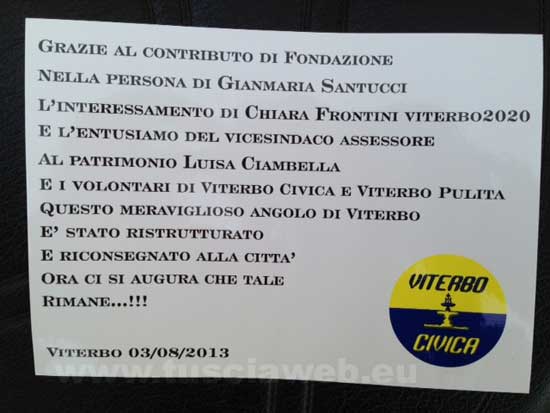 Grazie al contributo di Fondazione
Nella persona di Gianmaria Santucci
L'interessamento di Chiara Frontini viterbo2020
E l'entusiamo del vicesindaco assessore
Al patrimonio Luisa Ciambella
E i volontari di Viterbo Civica e Viterbo Pulita
Questo meraviglioso angolo di Viterbo
E' stato ristrutturato
E riconsegnato alla citta'
Ora ci si augura che tale
Rimane...!!!
VITERBO
CIVICA
Viterbo 03/08/2013
www.tusciaweb.eu